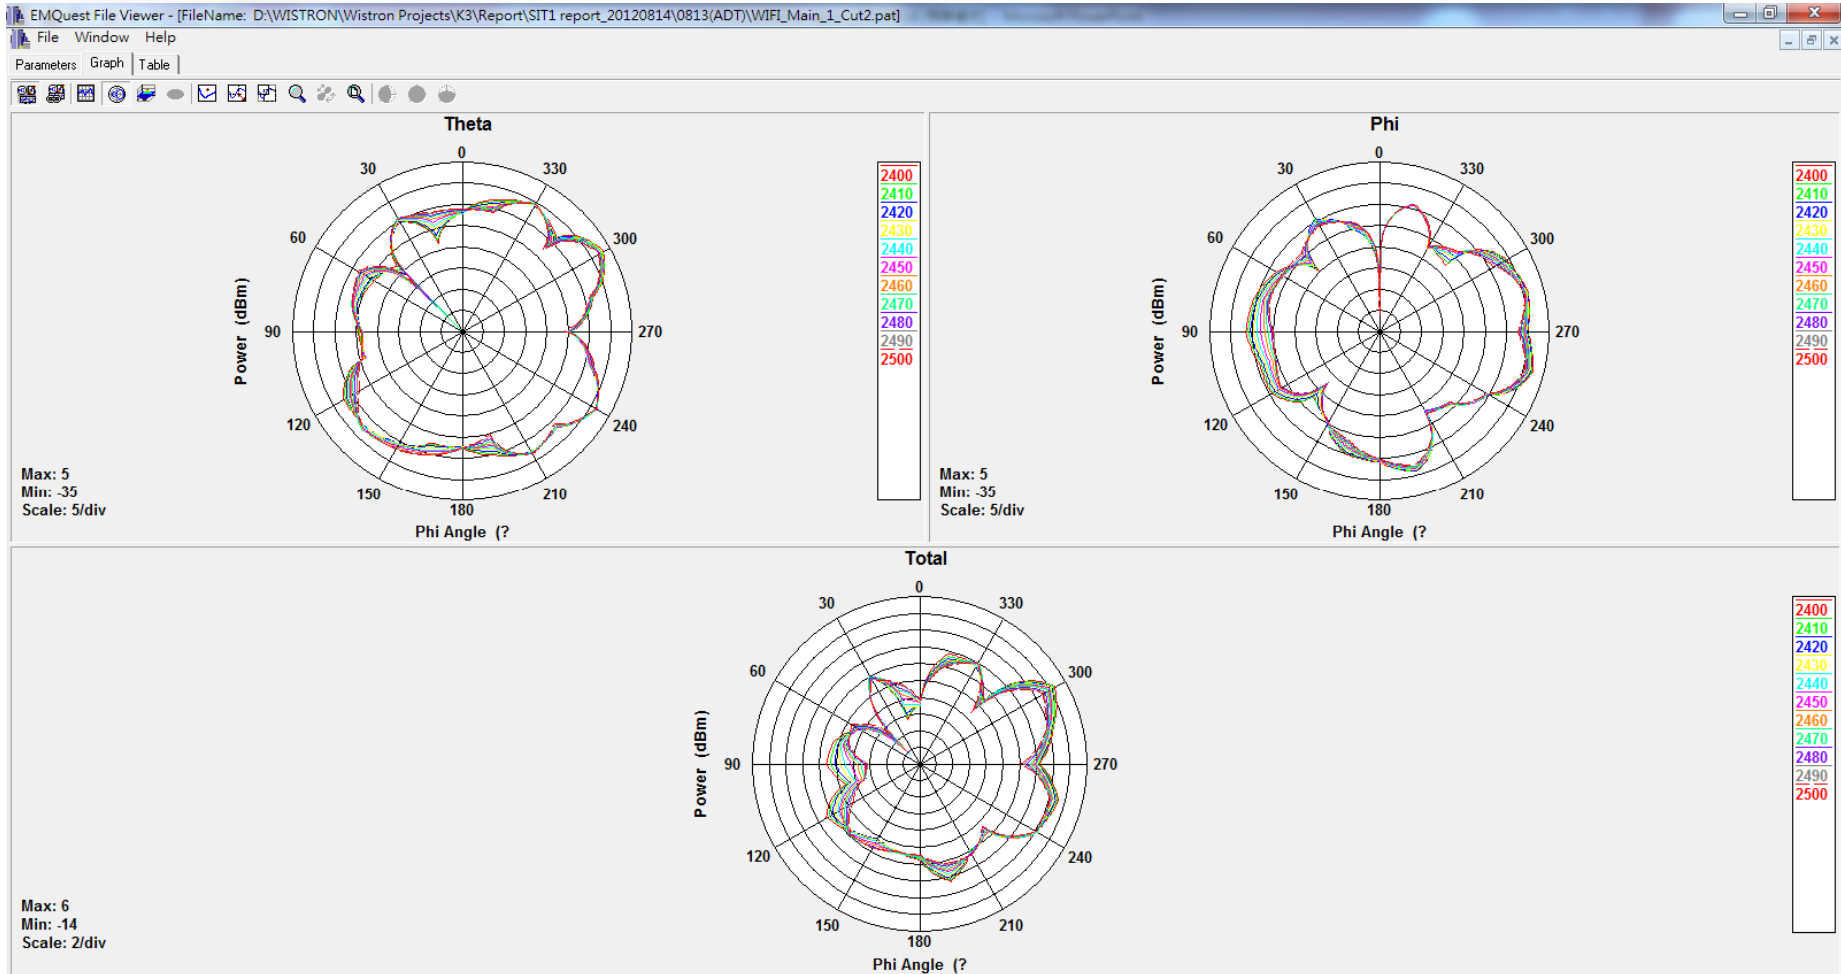 EMQuest File Viewer - [FileName: D:\WISTRON\Wistron Projects\K3\Report\SIT1 report_20120814\0813(ADT)\WIFI_Main_1_Cut2.pat]
File Window Help
Parameters Graph Table
Theta
0
30 330
60 300
90 270
120 240
150 210
180
Power (dBm)
Phi Angle (?
Max: 5
Min: -35
Scale: 5/div
2400
2410
2420
2430
2440
2450
2460
2470
2480
2490
2500
Phi
0
30 330
60 300
90 270
120 240
150 210
180
Power (dBm)
Phi Angle (?
Max: 5
Min: -35
Scale: 5/div
2400
2410
2420
2430
2440
2450
2460
2470
2480
2490
2500
Total
0
30 330
60 300
90 270
120 240
150 210
180
Power (dBm)
Phi Angle (?
Max: 6
Min: -14
Scale: 2/div
2400
2410
2420
2430
2440
2450
2460
2470
2480
2490
2500